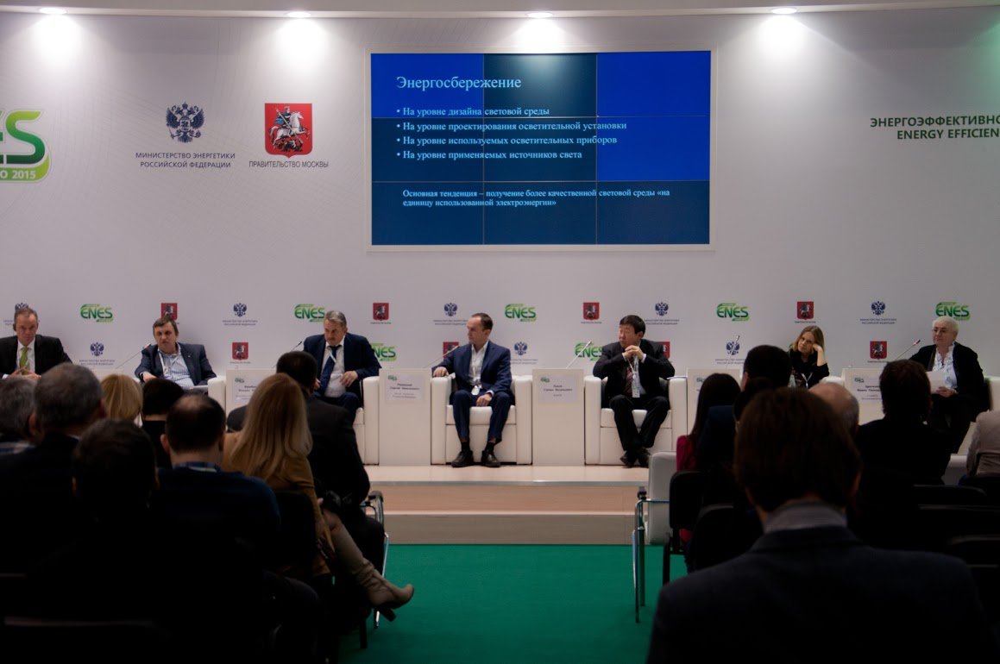 Энергосбережение
• На уровне дизайна световой среды
• На уровне проектирования осветительной установки
• На уровне используемых осветительных приборов
• На уровне применяемых источников света
Основная тенденция – получение более качественной световой среды «на
единицу использованной электроэнергии»
ES
O 2015
МИНИСТЕРСТВО ЭНЕРГЕТИКИ
РОССИЙСКОЙ ФЕДЕРАЦИИ
ПРАВИТЕЛЬСТВО МОСКВЫ
ЭНЕРГОЭФФЕКТИВНО
ENERGY EFFICIEN
ENES
ENES
ENES
ENES
ENES
ENES